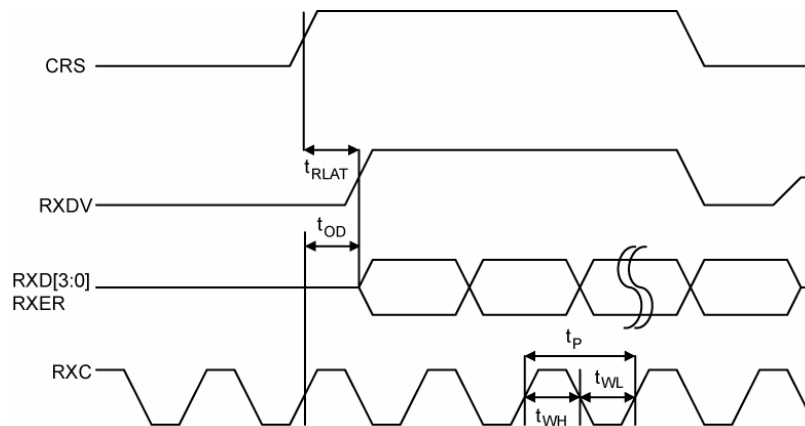 CRS
tRLAT
RXDV
tOD
RXD[3:0]
RXER
tP
RXC
tWL
tWH